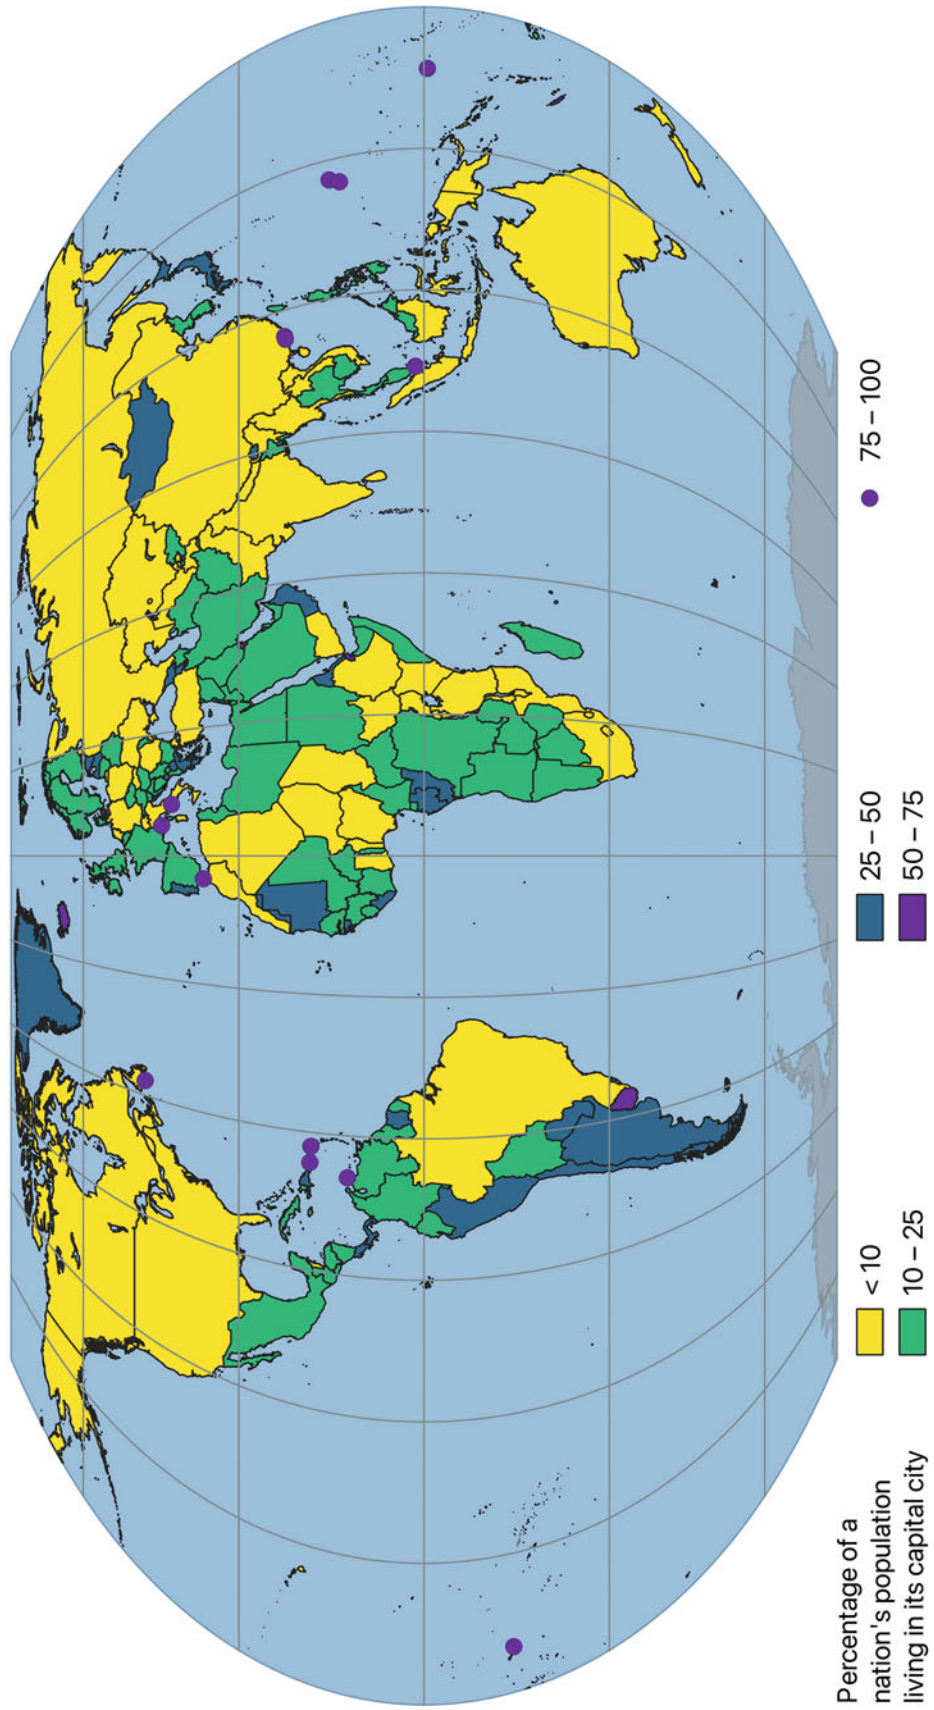 Percentage of a
nation's population
living in its capital city
< 10
10 – 25
25 – 50
50 – 75
75 – 100